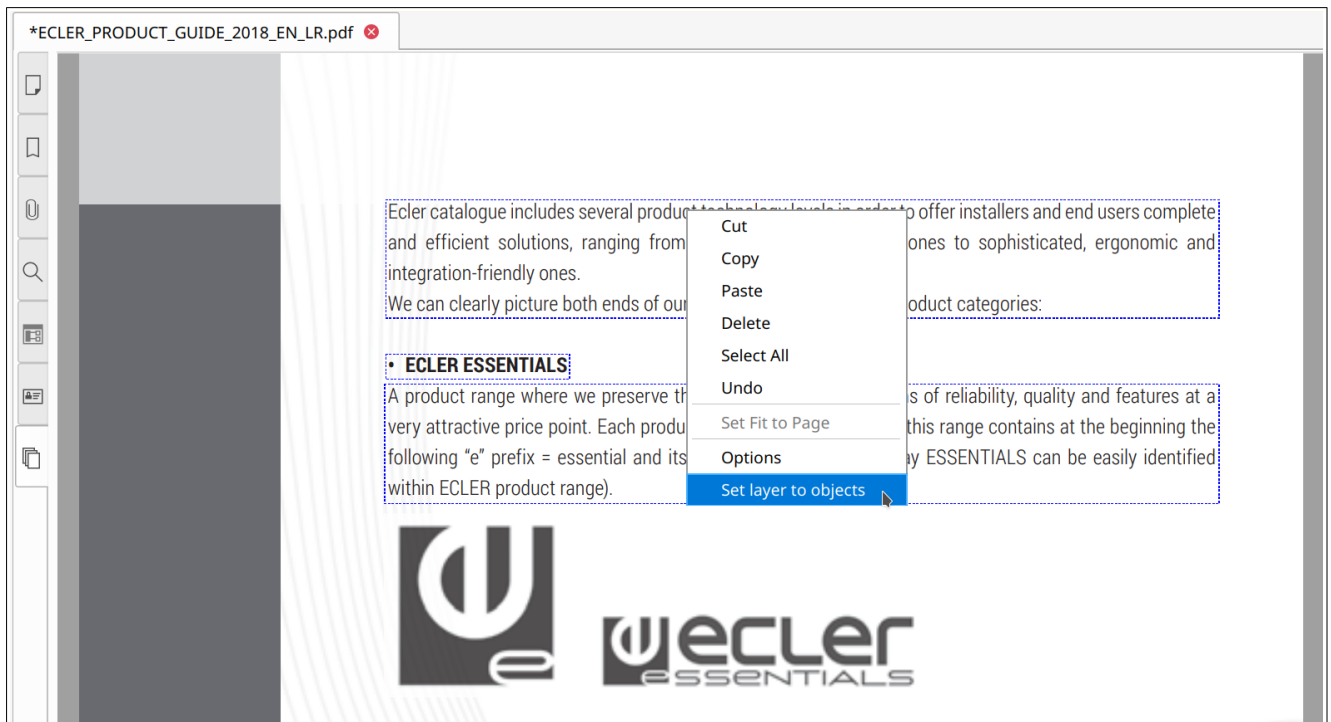 *ECLER_PRODUCT_GUIDE_2018_EN_LR.pdf
Ecler catalogue includes several product technology levels in order to offer installers and end users complete
and efficient solutions, ranging from ones to sophisticated, ergonomic and
integration-friendly ones.
We can clearly picture both ends of our oduct categories:
• ECLER ESSENTIALS
A product range where we preserve th s of reliability, quality and features at a
very attractive price point. Each produ this range contains at the beginning the
following “e” prefix = essential and its ay ESSENTIALS can be easily identified
within ECLER product range).
Cut
Copy
Paste
Delete
Select All
Undo
Set Fit to Page
Options
Set layer to objects
e
ecler
essentials